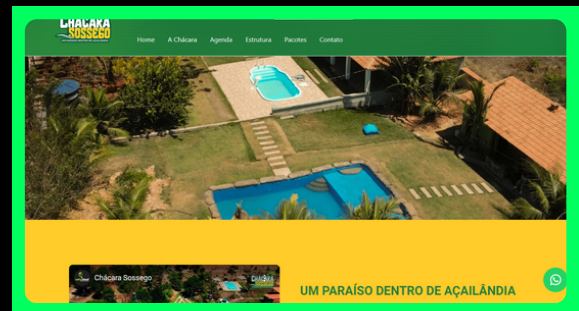 CHÁCARA
SOSSEGO
Home A Chácara Agenda Estrutura Pacotes Contato
Chácara Sossego
UM PARAÍSO DENTRO DE AÇAILÂNDIA